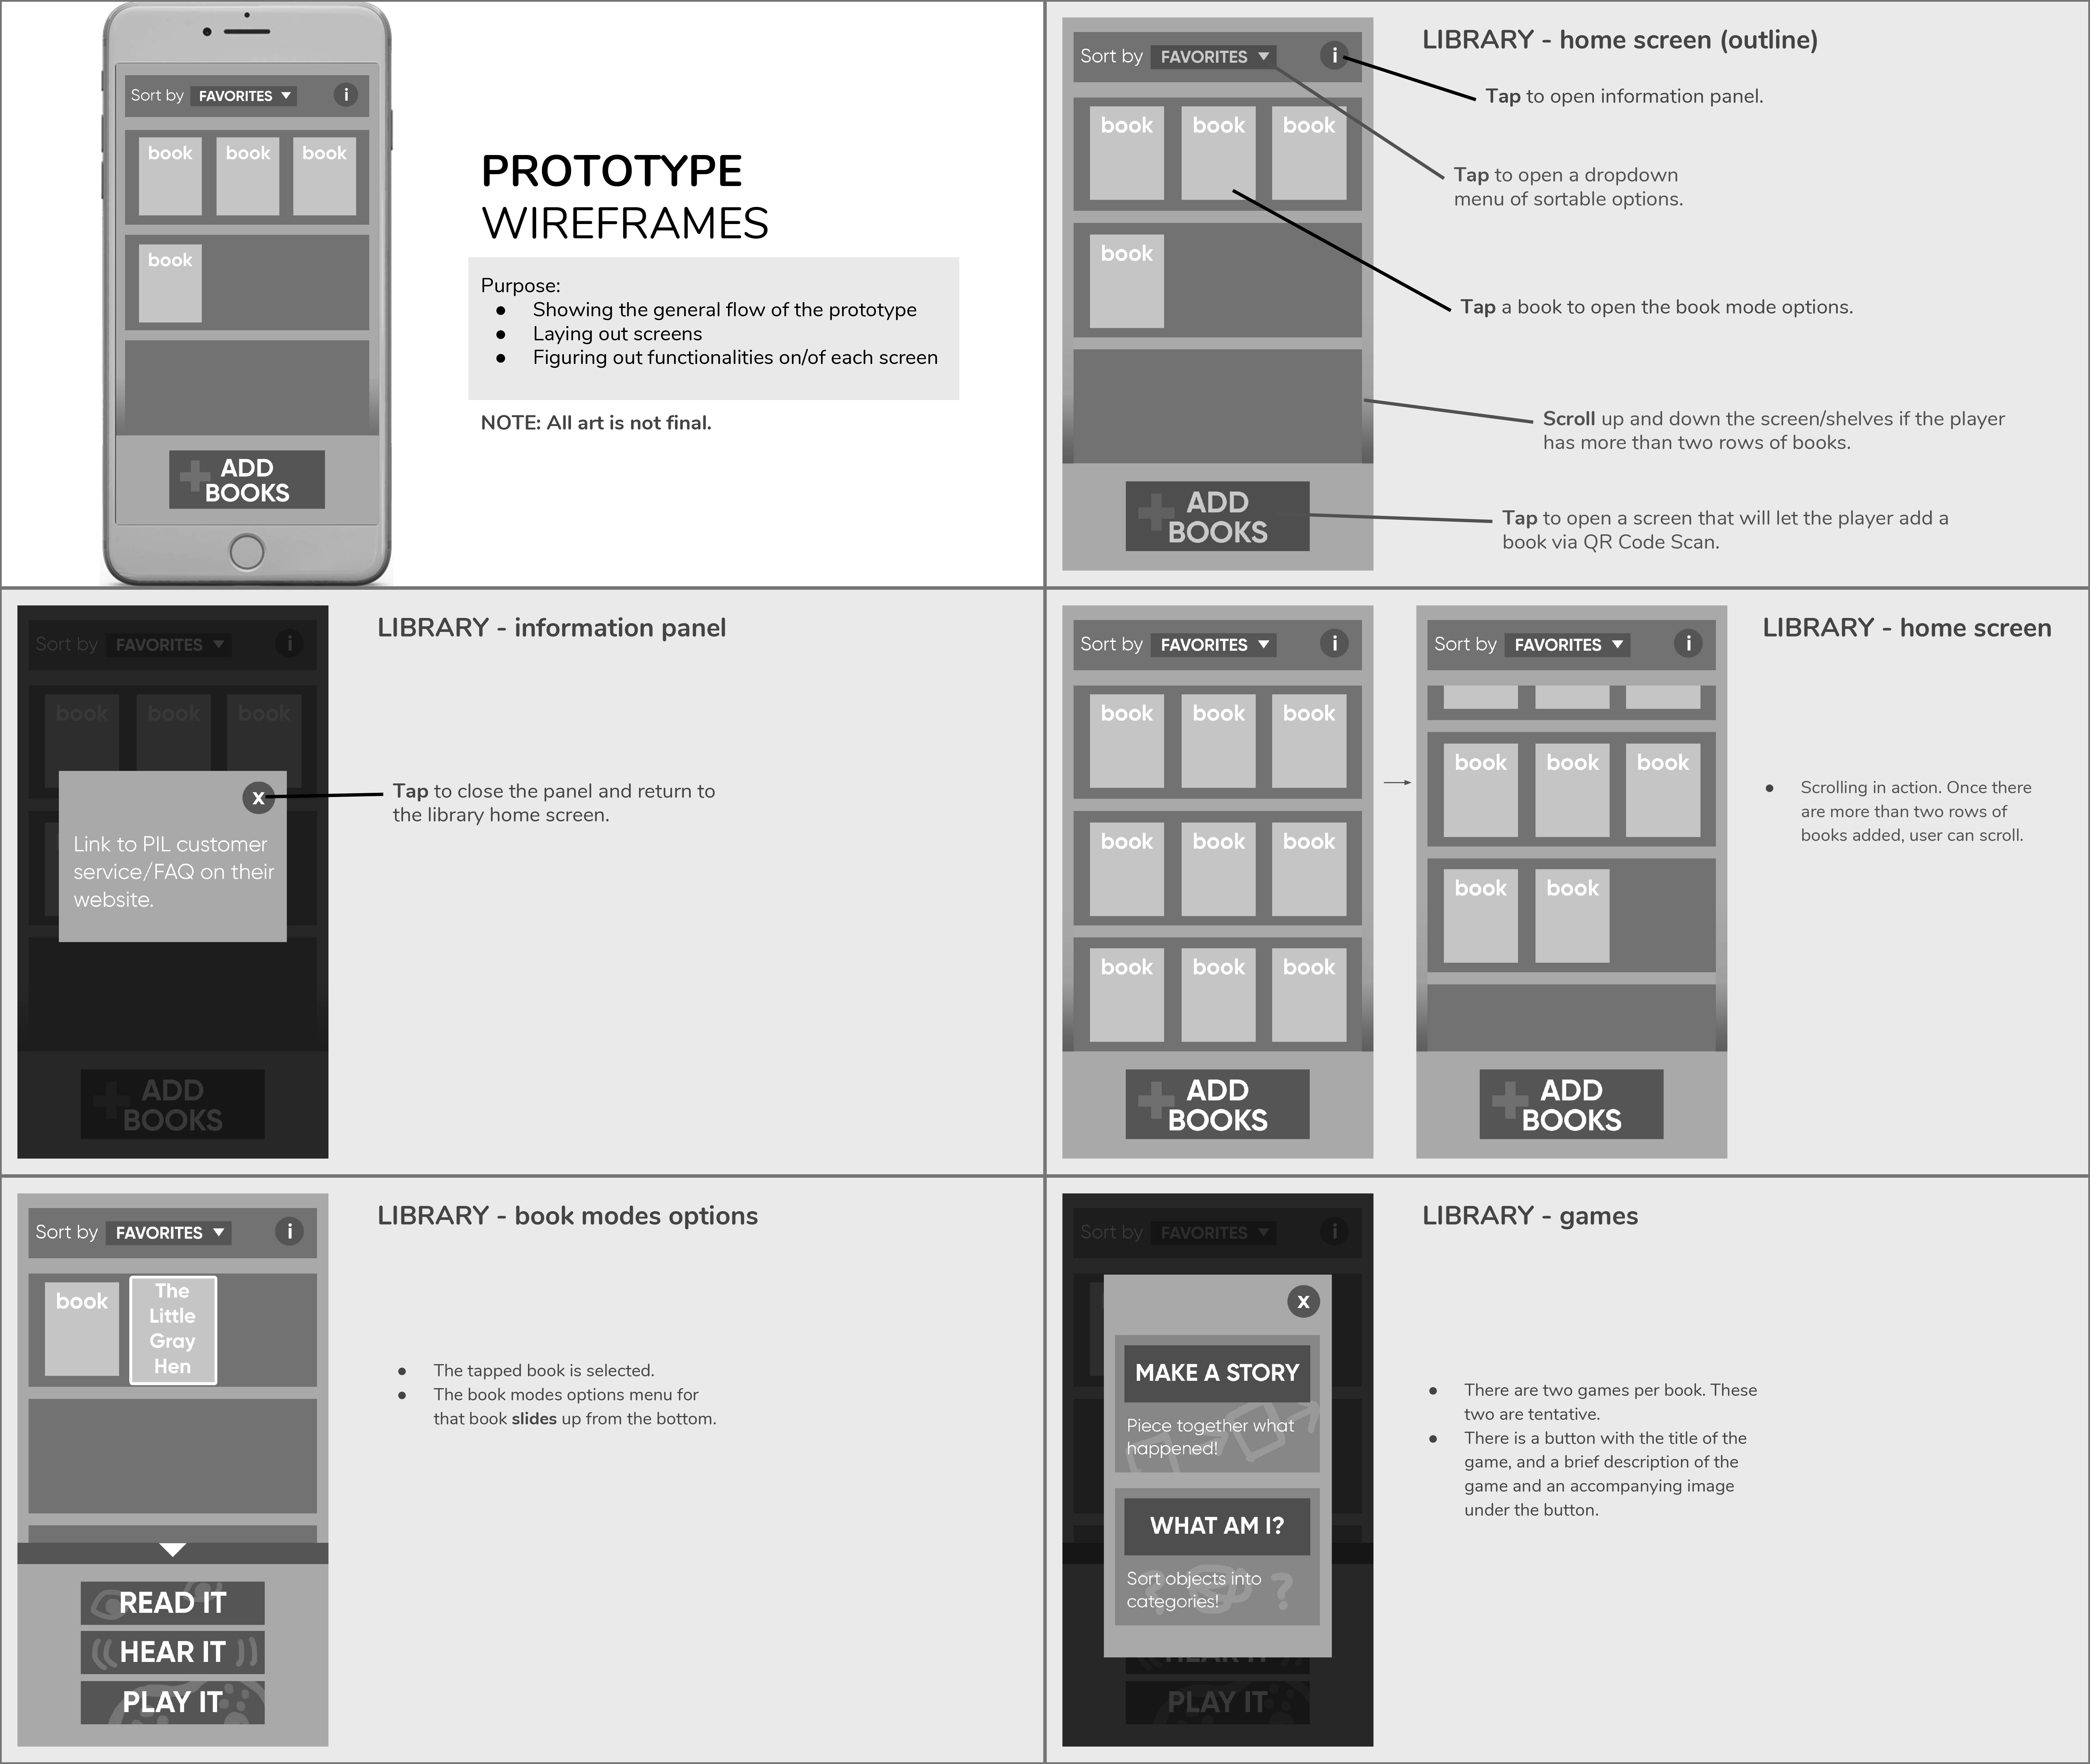 Sort by FAVORITES ▼ i
book book book
book
ADD
BOOKS
PROTOTYPE
WIREFRAMES
Purpose:
● Showing the general flow of the prototype
● Laying out screens
● Figuring out functionalities on/of each screen
NOTE: All art is not final.
LIBRARY - home screen (outline)
Sort by FAVORITES ▼ i
book book book
book
ADD
BOOKS
Tap to open information panel.
Tap to open a dropdown
menu of sortable options.
Tap a book to open the book mode options.
Scroll up and down the screen/shelves if the player
has more than two rows of books.
Tap to open a screen that will let the player add a
book via QR Code Scan.
LIBRARY - information panel
Sort by FAVORITES ▼ i
book book book
x
Link to PIL customer
service/FAQ on their
website.
ADD
BOOKS
Tap to close the panel and return to
the library home screen.
LIBRARY - home screen
Sort by FAVORITES ▼ i
book book book
book book book
book book book
ADD
BOOKS
Sort by FAVORITES ▼ i
book book book
book book
ADD
BOOKS
● Scrolling in action. Once there
are more than two rows of
books added, user can scroll.
LIBRARY - book modes options
Sort by FAVORITES ▼ i
book
The
Little
Gray
Hen
READ IT
HEAR IT
PLAY IT
● The tapped book is selected.
● The book modes options menu for
that book slides up from the bottom.
LIBRARY - games
Sort by FAVORITES ▼ i
x
MAKE A STORY
Piece together what
happened!
WHAT AM I?
Sort objects into
categories!
? ?
HEAR IT
PLAY IT
● There are two games per book. These
two are tentative.
● There is a button with the title of the
game, and a brief description of the
game and an accompanying image
under the button.